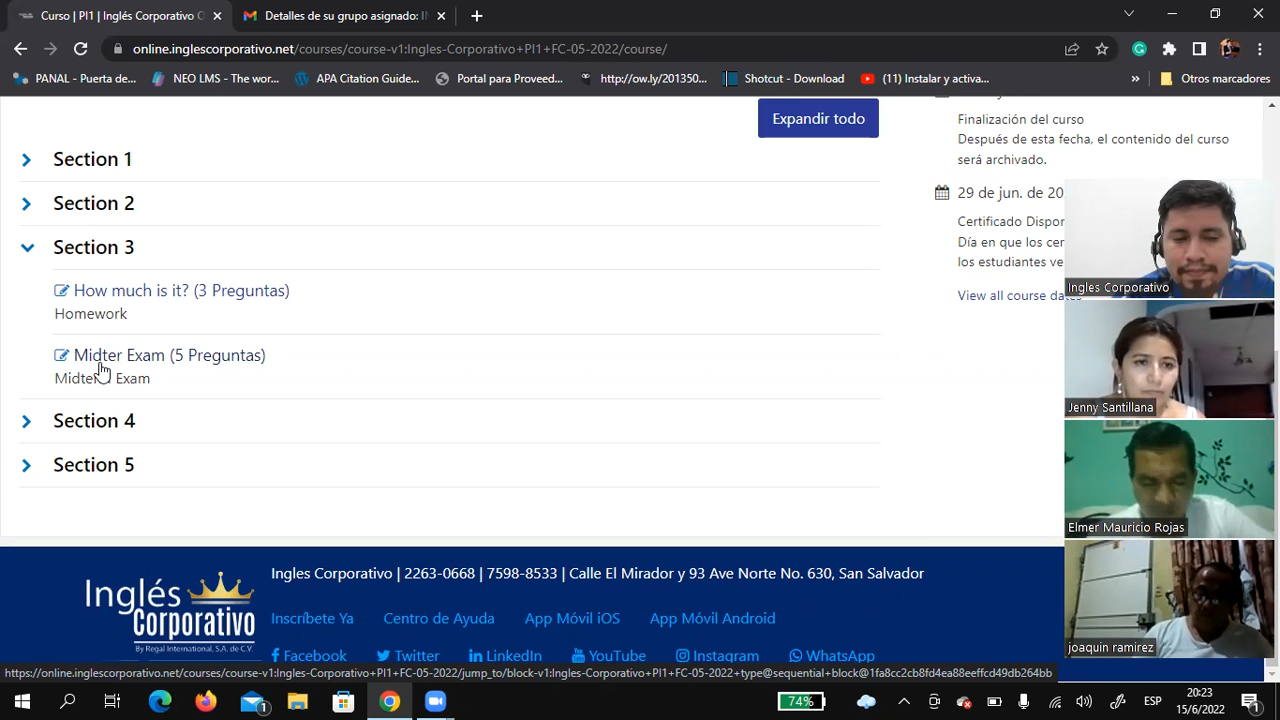 Curso | PI1 | Inglés Corporativo C
Detalles de su grupo asignado: I
online.inglescorporativo.net/courses/course-v1:Ingles-Corporativo+PI1+FC-05-2022/course/
PANAL - Puerta de...
NEO LMS - The wor...
APA Citation Guide...
Portal para Proveed...
http://ow.ly/201350...
Shotcut - Download
(11) Instalar y activa...
»
Otros marcadores
Expandir todo
Finalización del curso
Después de esta fecha, el contenido del curso
será archivado.
29 de jun. de 20
Certificado Dispor
Día en que los cer
los estudiantes ve
View all course dates
Section 1
Section 2
Section 3
How much is it? (3 Preguntas)
Homework
Midter Exam (5 Preguntas)
Midter Exam
Section 4
Section 5
Ingles Corporativo
Jenny Santillana
Elmer Mauricio Rojas
joaquin ramirez
Inglés
Corporativo
By Regal International, S.A. de C.V.
Ingles Corporativo | 2263-0668 | 7598-8533 | Calle El Mirador y 93 Ave Norte No. 630, San Salvador
Inscríbete Ya
Centro de Ayuda
App Móvil iOS
App Móvil Android
Facebook
Twitter
LinkedIn
YouTube
Instagram
WhatsApp
https://online.inglescorporativo.net/courses/course-v1:Ingles-Corporativo+PI1+FC-05-2022/jump_to/block-v1:Ingles-Corporativo+PI1+FC-05-2022+type@sequential+block@1fa8cc2cb8fd4ea88eeffcd49db264bb
1
74%
ESP
20:23
15/6/2022
1